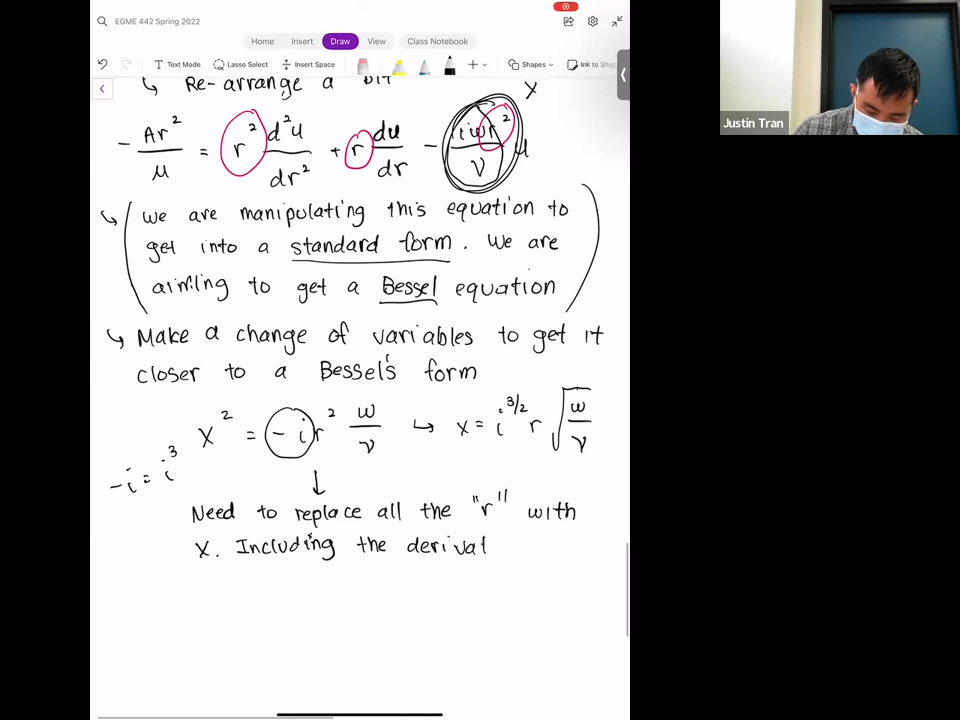 EGME 442 Spring 2022
Home Insert Draw View Class Notebook
Text Mode Lasso Select Insert Space Shapes Ink to Shap
↳ Re-arrange a bit
X
- Ar²/μ = r² d²u/dr² + r du/dr - iωr²/ν u
↳ (we are manipulating this equation to
get into a standard form. We are
aiming to get a Bessel equation)
↳ Make a change of variables to get it
closer to a Bessel's form
X² = -ir² ω/ν ↳ x = i^3/2 r √ω/ν
-i = i³
↓
Need to replace all the "r" with
X. Including the derivat
Justin Tran